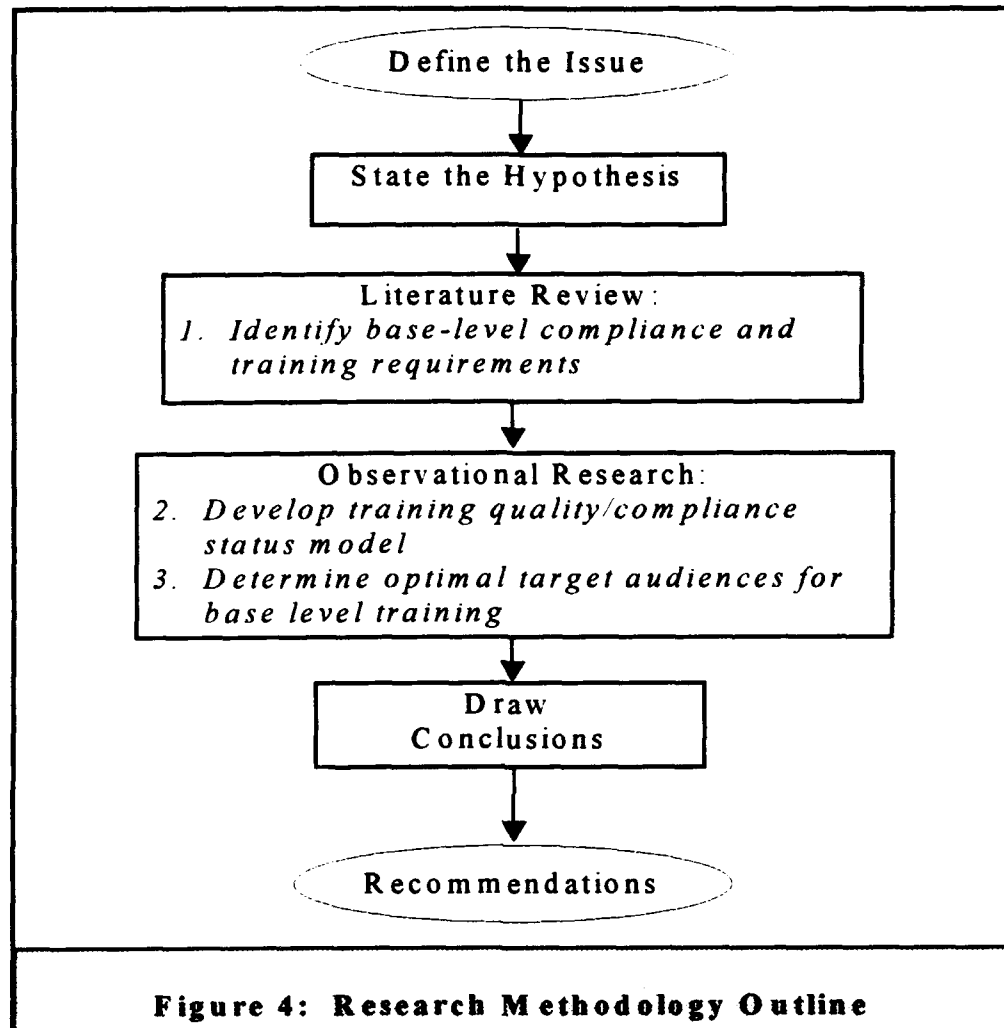 Define the Issue
State the Hypothesis
Literature Review:
1. Identify base-level compliance and
training requirements
Observational Research:
2. Develop training quality/compliance
status model
3. Determine optimal target audiences for
base level training
Draw
Conclusions
Recommendations
Figure 4: Research Methodology Outline